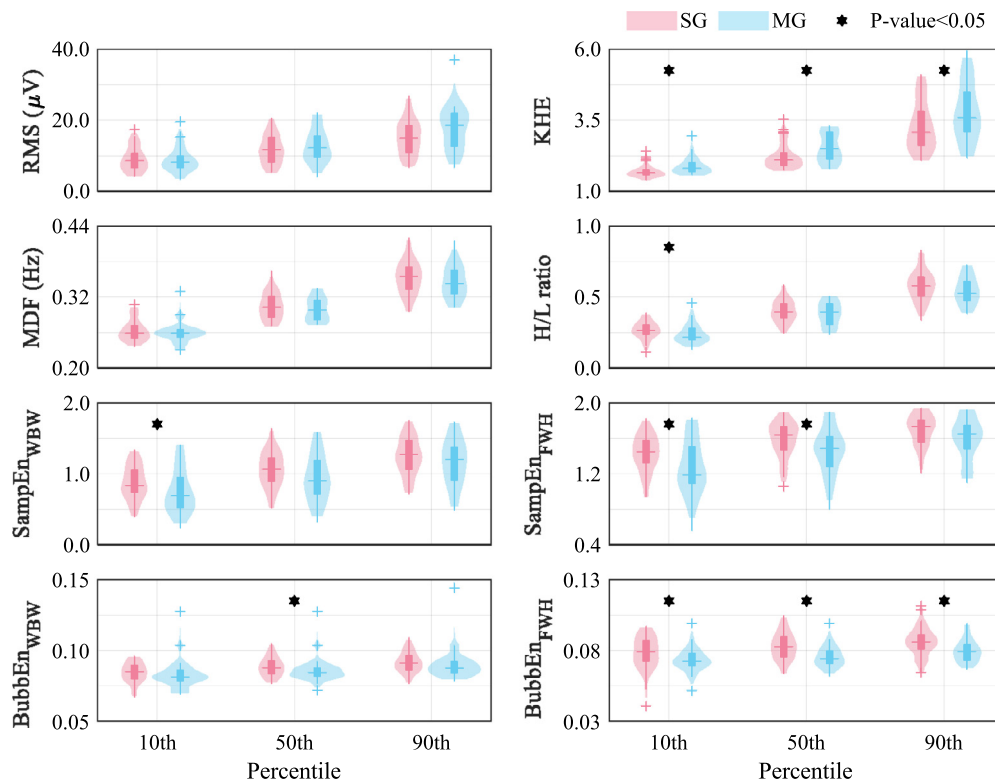 SG MG P-value<0.05
RMS (μV)
40.0
20.0
0.0
KHE
6.0
3.5
1.0
MDF (Hz)
0.44
0.32
0.20
H/L ratio
1.0
0.5
0.0
SampEn_WBW
2.0
1.0
0.0
SampEn_FWH
2.0
1.2
0.4
BubbEn_WBW
0.15
0.10
0.05
BubbEn_FWH
0.13
0.08
0.03
10th 50th 90th
Percentile
10th 50th 90th
Percentile